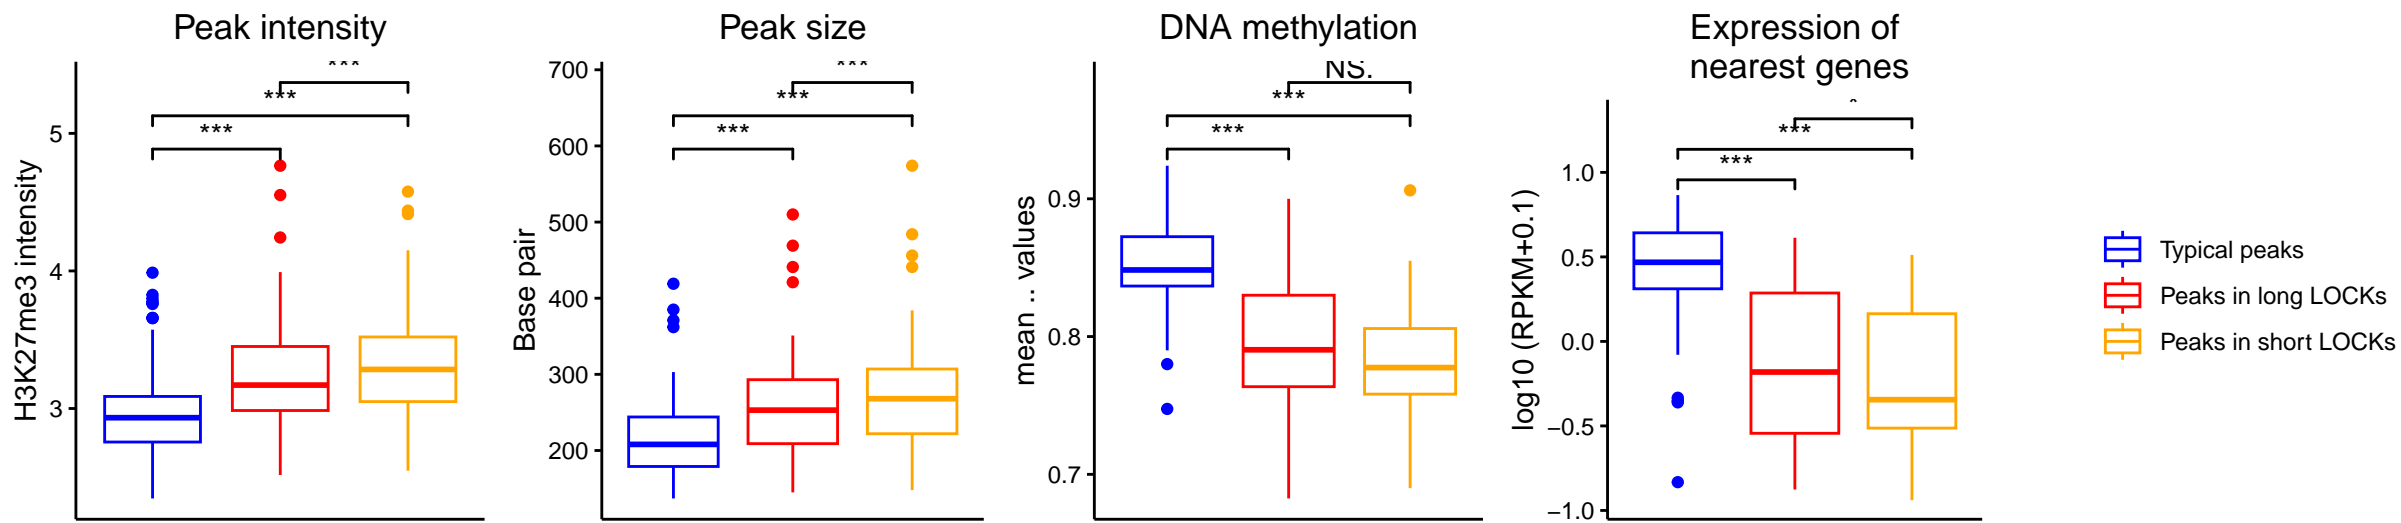 Peak intensity
H3K27me3 intensity
5
4
3
***
***
***
Peak size
Base pair
700
600
500
400
300
200
***
***
***
DNA methylation
mean .. values
0.9
0.8
0.7
NS.
***
***
Expression of
nearest genes
log10 (RPKM+0.1)
1.0
0.5
0.0
−0.5
−1.0
*
***
***
Typical peaks
Peaks in long LOCKs
Peaks in short LOCKs